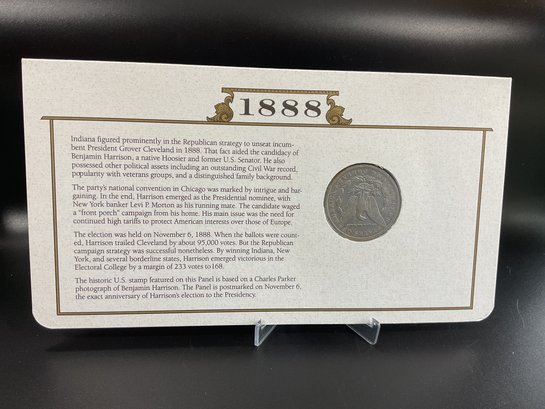 1888
Indiana figured prominently in the Republican strategy to unseat incum-
bent President Grover Cleveland in 1888. That fact aided the candidacy of
Benjamin Harrison, a native Hoosier and former U.S. Senator. He also
possessed other political assets including an outstanding Civil War record,
popularity with veterans groups, and a distinguished family background.
The party's national convention in Chicago was marked by intrigue and bar-
gaining. In the end, Harrison emerged as the Presidential nominee, with
New York banker Levi P. Morton as his running mate. The candidate waged
a "front porch" campaign from his home. His main issue was the need for
continued high tariffs to protect American interests over those of Europe.
The election was held on November 6, 1888. When the ballots were count-
ed, Harrison trailed Cleveland by about 95,000 votes. But the Republican
campaign strategy was successful nonetheless. By winning Indiana, New
York, and several borderline states, Harrison emerged victorious in the
Electoral College by a margin of 233 votes to 168.
The historic U.S. stamp featured on this Panel is based on a Charles Parker
photograph of Benjamin Harrison. The Panel is postmarked on November 6,
the exact anniversary of Harrison's election to the Presidency.